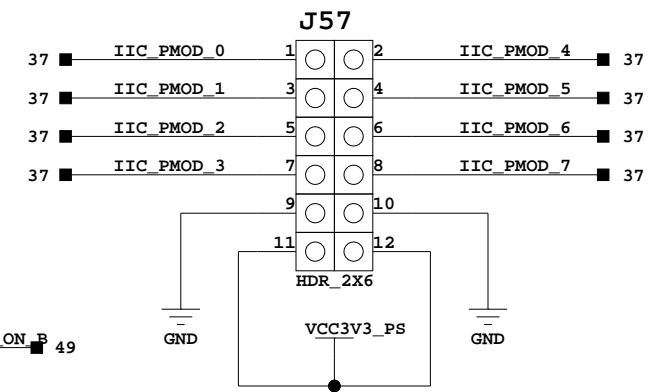 J57
37 IIC_PMOD_0 1 2 IIC_PMOD_4 37
37 IIC_PMOD_1 3 4 IIC_PMOD_5 37
37 IIC_PMOD_2 5 6 IIC_PMOD_6 37
37 IIC_PMOD_3 7 8 IIC_PMOD_7 37
9 10
11 12
HDR_2X6
VCC3V3_PS
GND GND
_ON_B 49